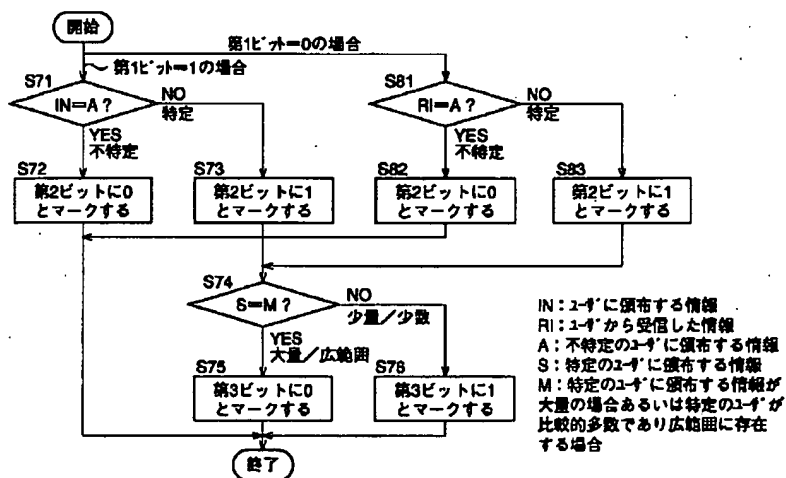 開始
第1ビット=0の場合
第1ビット=1の場合
S71
IN=A?
NO
特定
YES
不特定
S81
RI=A?
NO
特定
YES
不特定
S72
第2ビットに0
とマークする
S73
第2ビットに1
とマークする
S82
第2ビットに0
とマークする
S83
第2ビットに1
とマークする
S74
S=M?
NO
少量/少数
YES
大量/広範囲
S75
第3ビットに0
とマークする
S76
第3ビットに1
とマークする
終了
IN:ユーザに頒布する情報
RI:ユーザから受信した情報
A:不特定のユーザに頒布する情報
S:特定のユーザに頒布する情報
M:特定のユーザに頒布する情報が
大量の場合あるいは特定のユーザが
比較的多数であり広範囲に存在
する場合